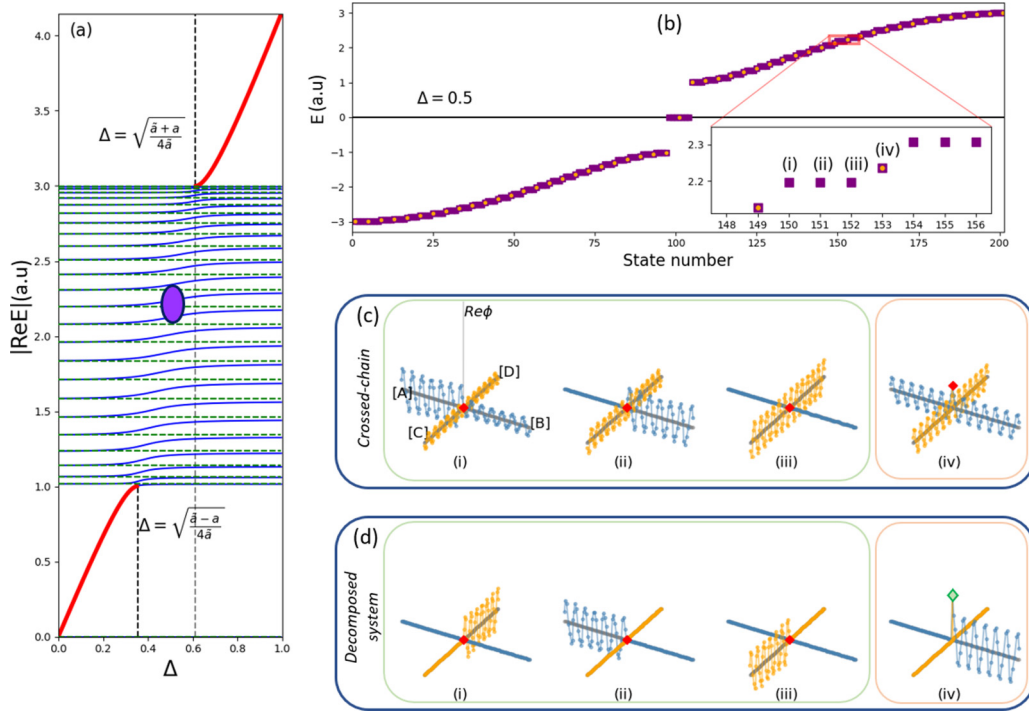 (a)
4.0
3.5
3.0
2.5
2.0
1.5
1.0
0.5
0.0
|ReE|(a.u)
Δ = √((ã + a)/(4ã))
Δ = √((ã − a)/(4ã))
0.0 0.2 0.4 0.6 0.8 1.0
Δ
(b)
E (a.u)
3
2
1
0
−1
−2
−3
Δ = 0.5
2.3
2.2
(i) (ii) (iii) (iv)
148 149 150 151 152 153 154 155 156
0 25 50 75 100 125 150 175 200
State number
(c)
Crossed-chain
Reϕ
[A]
[D]
[C]
[B]
(i) (ii) (iii) (iv)
(d)
Decomposed
system
(i) (ii) (iii) (iv)